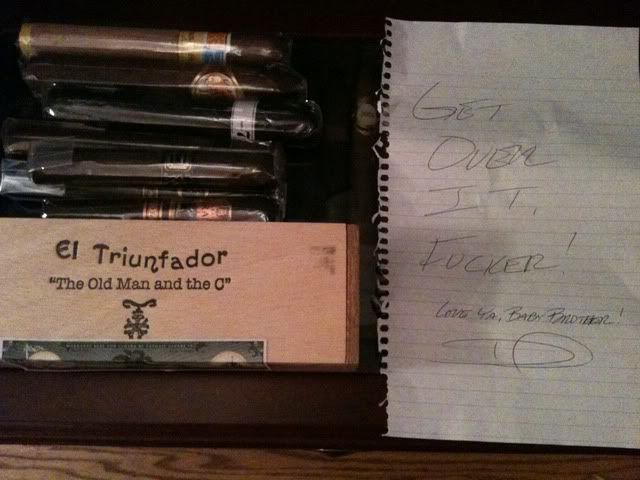 El Triunfador
"The Old Man and the C"
GET
OVER
IT,
FUCKER!
LOVE YA, BABY BROTHER!